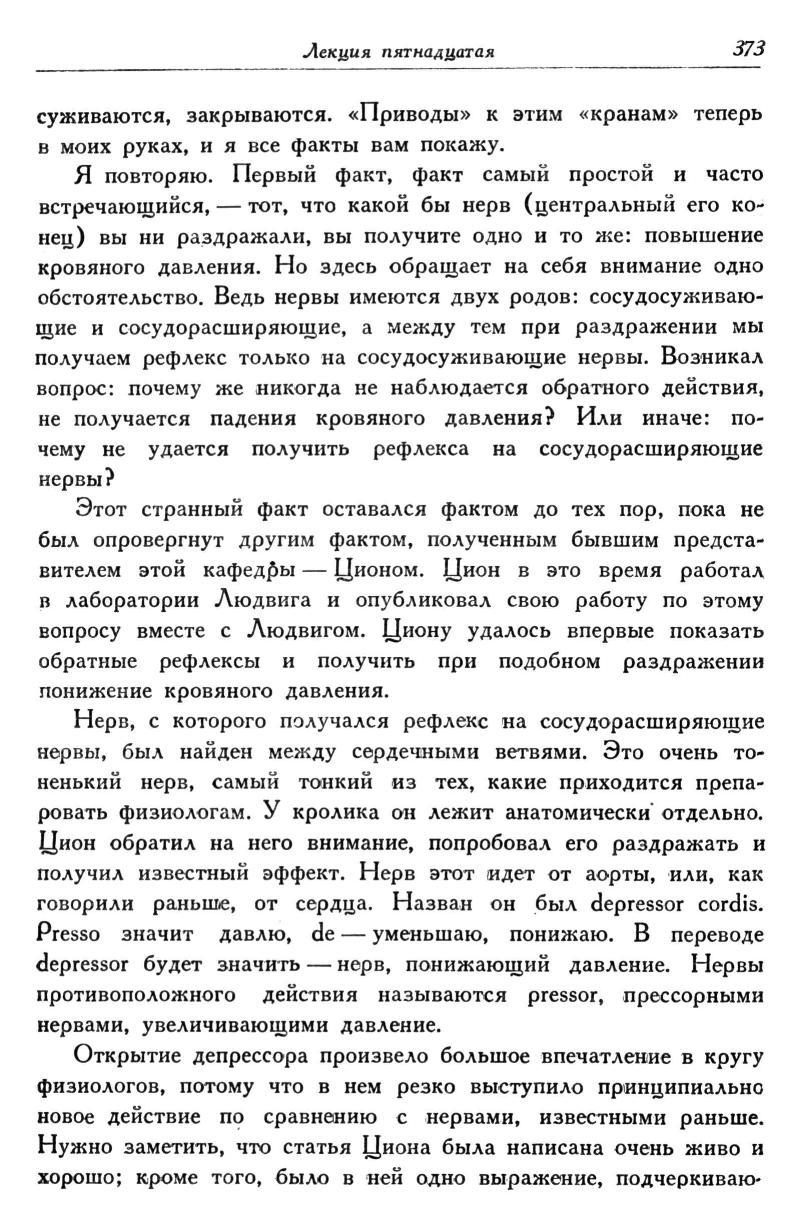 Лекция пятнадцатая 373
суживаются, закрываются. «Приводы» к этим «кранам» теперь
в моих руках, и я все факты вам покажу.
Я повторяю. Первый факт, факт самый простой и часто
встречающийся, — тот, что какой бы нерв (центральный его ко-
нец) вы ни раздражали, вы получите одно и то же: повышение
кровяного давления. Но здесь обращает на себя внимание одно
обстоятельство. Ведь нервы имеются двух родов: сосудосуживаю-
щие и сосудорасширяющие, а между тем при раздражении мы
получаем рефлекс только на сосудосуживающие нервы. Возникал
вопрос: почему же никогда не наблюдается обратного действия,
не получается падения кровяного давления? Или иначе: по-
чему не удается получить рефлекса на сосудорасширяющие
нервы?
Этот странный факт оставался фактом до тех пор, пока не
был опровергнут другим фактом, полученным бывшим предста-
вителем этой кафедры — Ционом. Цион в это время работал
в лаборатории Людвига и опубликовал свою работу по этому
вопросу вместе с Людвигом. Циону удалось впервые показать
обратные рефлексы и получить при подобном раздражении
понижение кровяного давления.
Нерв, с которого получался рефлекс на сосудорасширяющие
нервы, был найден между сердечными ветвями. Это очень то-
ненький нерв, самый тонкий из тех, какие приходится препа-
ровать физиологам. У кролика он лежит анатомически отдельно.
Цион обратил на него внимание, попробовал его раздражать и
получил известный эффект. Нерв этот идет от аорты, или, как
говорили раньше, от сердца. Назван он был depressor cordis.
Presso значит давлю, de — уменьшаю, понижаю. В переводе
depressor будет значить — нерв, понижающий давление. Нервы
противоположного действия называются pressor, прессорными
нервами, увеличивающими давление.
Открытие депрессора произвело большое впечатление в кругу
физиологов, потому что в нем резко выступило принципиально
новое действие по сравнению с нервами, известными раньше.
Нужно заметить, что статья Циона была написана очень живо и
хорошо; кроме того, было в ней одно выражение, подчеркиваю-